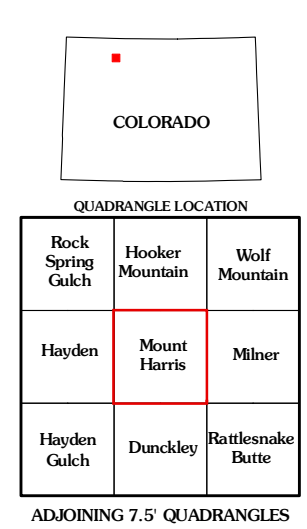 COLORADO
QUADRANGLE LOCATION
Rock
Spring
Gulch
Hooker
Mountain
Wolf
Mountain
Hayden
Mount
Harris
Milner
Hayden
Gulch
Dunckley
Rattlesnake
Butte
ADJOINING 7.5' QUADRANGLES